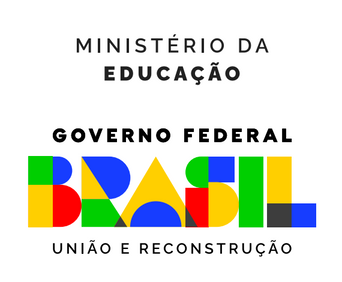 MINISTÉRIO DA
EDUCAÇÃO
GOVERNO FEDERAL
BRASIL
UNIÃO E RECONSTRUÇÃO